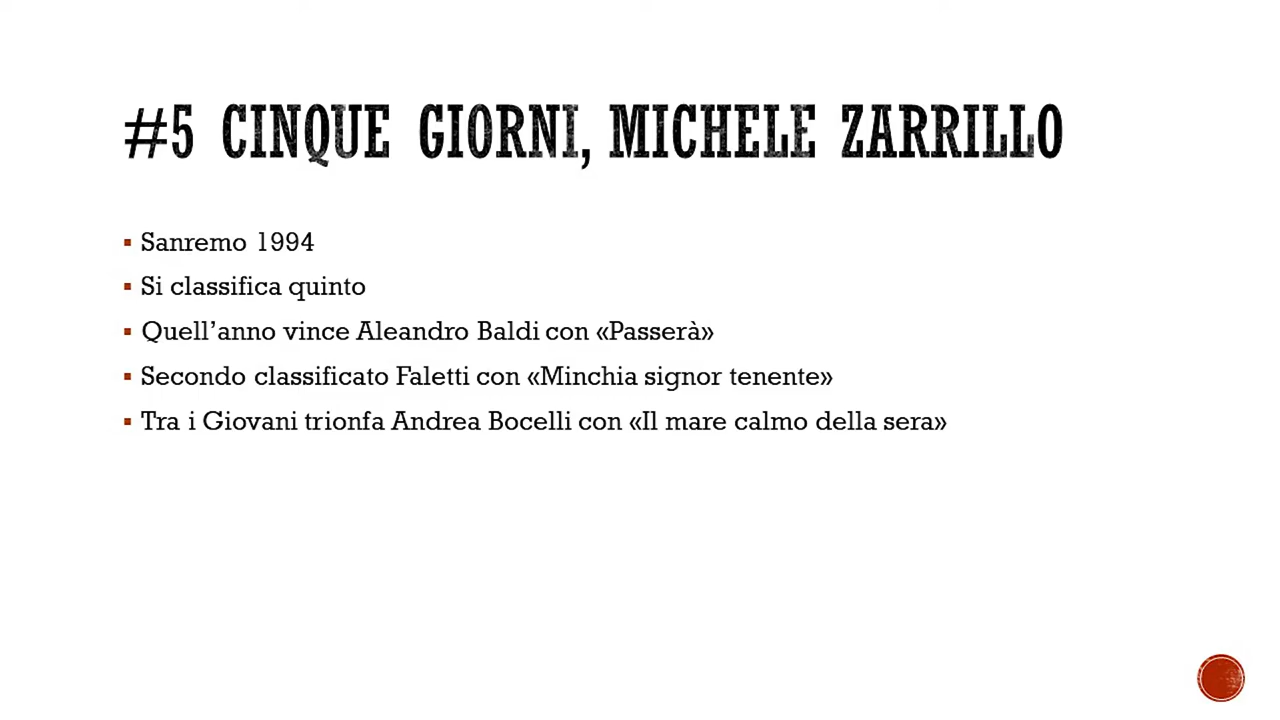 #5 CINQUE GIORNI, MICHELE ZARRILLO
▪ Sanremo 1994
▪ Si classifica quinto
▪ Quell’anno vince Aleandro Baldi con «Passerà»
▪ Secondo classificato Faletti con «Minchia signor tenente»
▪ Tra i Giovani trionfa Andrea Bocelli con «Il mare calmo della sera»